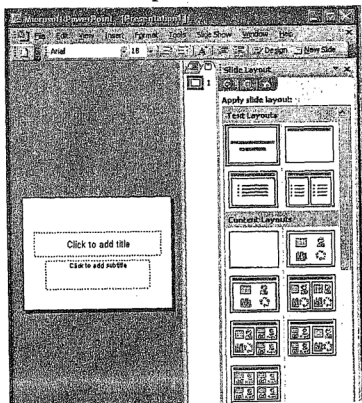 Microsoft PowerPoint - [Presentation1]
File Edit View Insert Format Tools Slide Show Window Help
Arial 18 A Design New Slide
Slide Layout
1
Apply slide layout:
Text Layouts
Content Layouts
Click to add title
Click to add subtitle